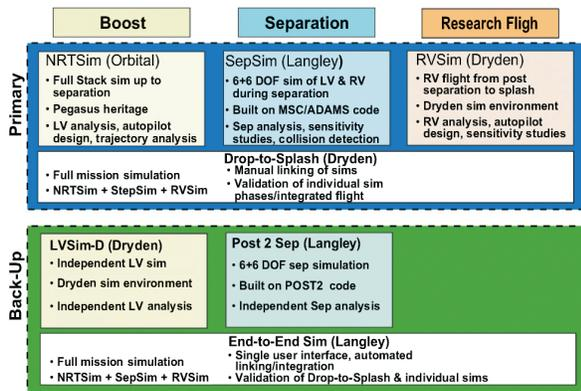 Boost
Separation
Research Fligh
Primary
NRTSim (Orbital)
• Full Stack sim up to
separation
• Pegasus heritage
• LV analysis, autopilot
design, trajectory analysis
SepSim (Langley)
• 6+6 DOF sim of LV & RV
during separation
• Built on MSC/ADAMS code
• Sep analysis, sensitivity
studies, collision detection
RVSim (Dryden)
• RV flight from post
separation to splash
• Dryden sim environment
• RV analysis, autopilot
design, sensitivity studies
Drop-to-Splash (Dryden)
• Full mission simulation
• NRTSim + StepSim + RVSim
• Manual linking of sims
• Validation of individual sim
phases/integrated flight
Back-Up
LVSim-D (Dryden)
• Independent LV sim
• Dryden sim environment
• Independent LV analysis
Post 2 Sep (Langley)
• 6+6 DOF sep simulation
• Built on POST2 code
• Independent Sep analysis
End-to-End Sim (Langley)
• Full mission simulation
• NRTSim + SepSim + RVSim
• Single user interface, automated
linking/integration
• Validation of Drop-to-Splash & individual sims